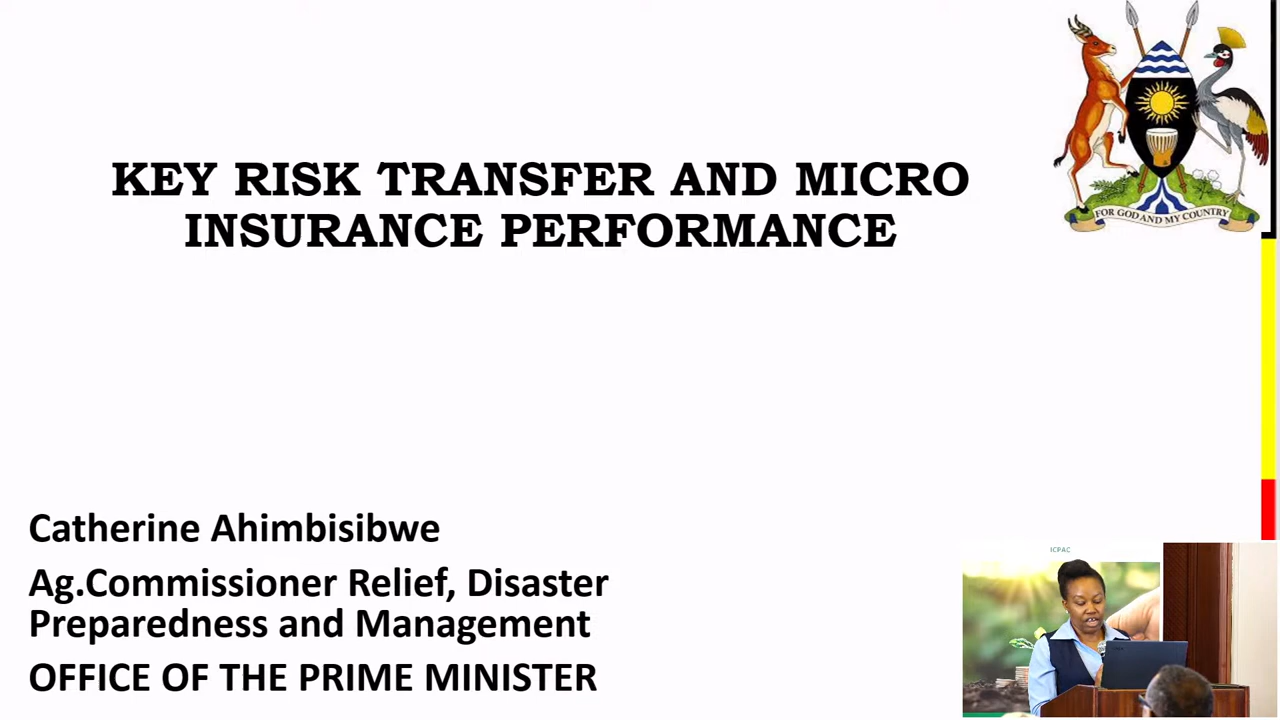 KEY RISK TRANSFER AND MICRO
INSURANCE PERFORMANCE
FOR GOD AND MY COUNTRY
Catherine Ahimbisibwe
Ag.Commissioner Relief, Disaster
Preparedness and Management
OFFICE OF THE PRIME MINISTER
ICPAC